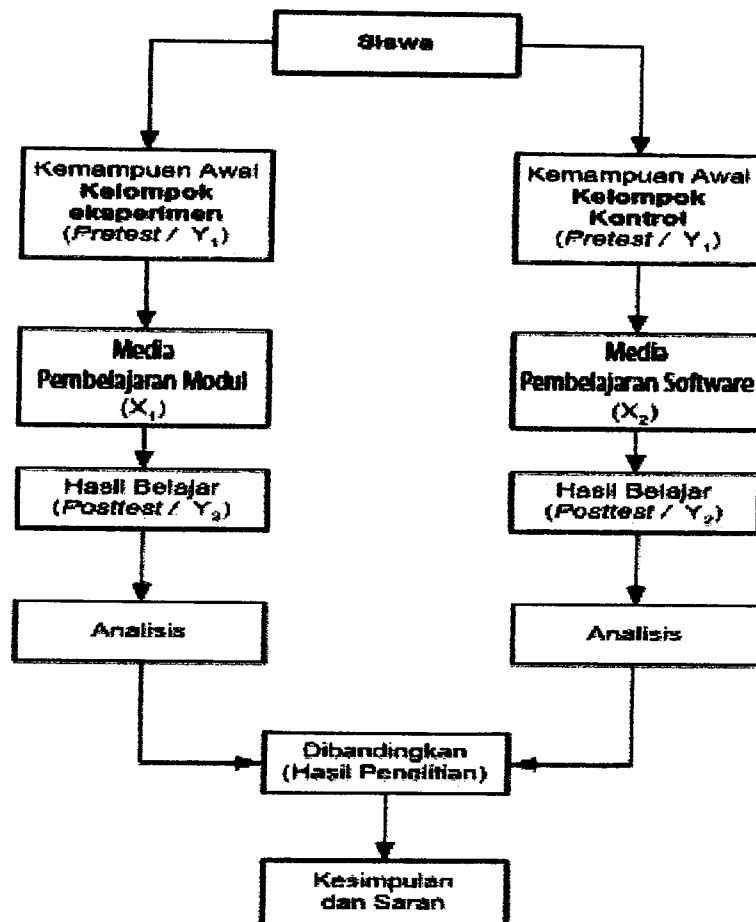 Siswa
Kemampuan Awal
Kelompok
eksperimen
(Pretest / Y₁)
Media
Pembelajaran Modul
(X₁)
Hasil Belajar
(Posttest / Y₂)
Analisis
Kemampuan Awal
Kelompok
Kontrol
(Pretest / Y₁)
Media
Pembelajaran Software
(X₂)
Hasil Belajar
(Posttest / Y₂)
Analisis
Dibandingkan
(Hasil Penelitian)
Kesimpulan
dan Saran